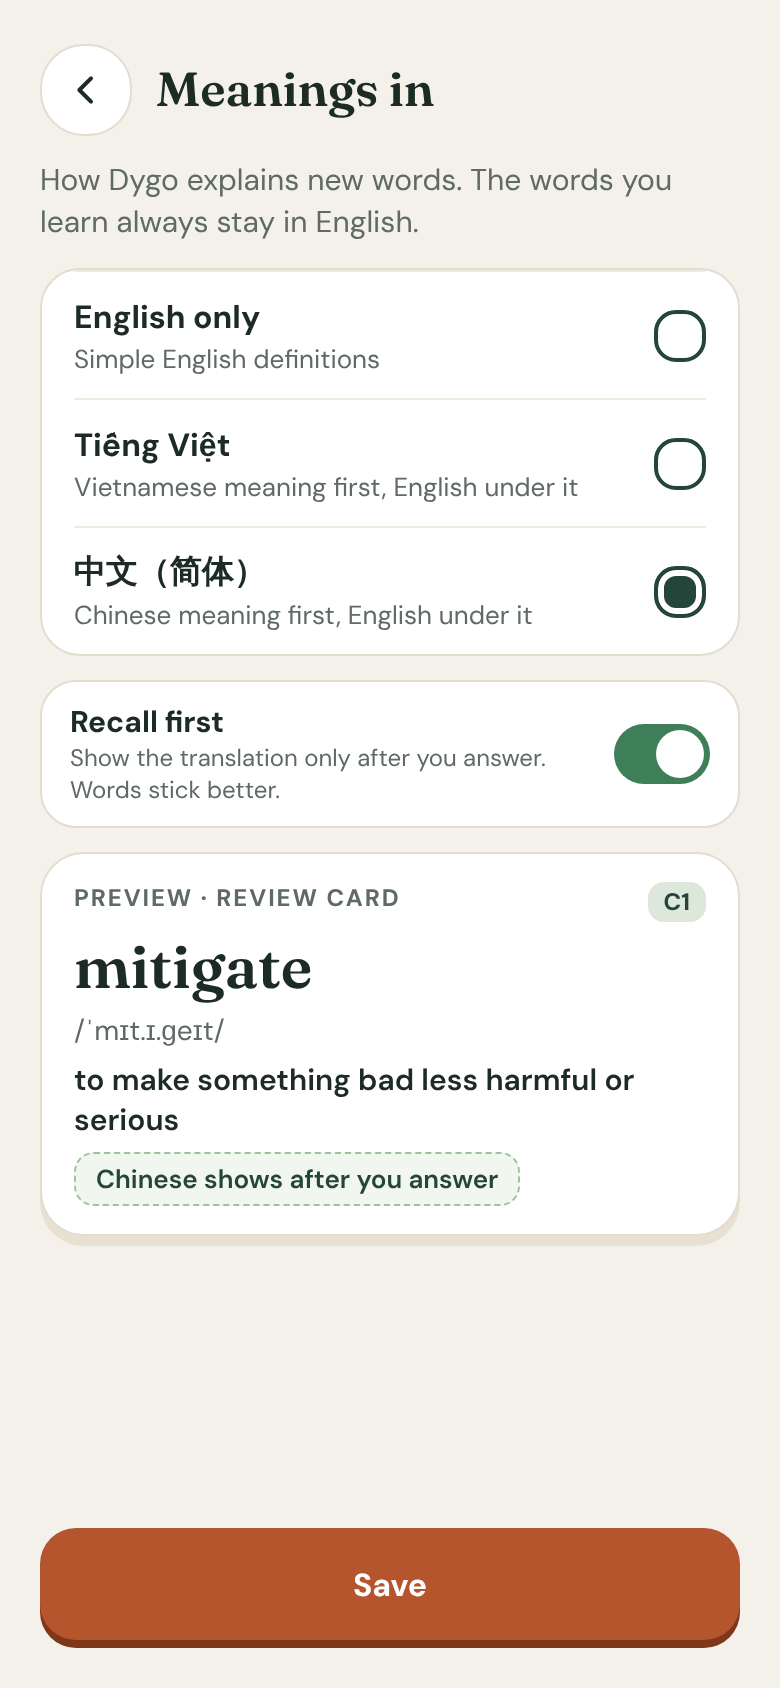 Meanings in
How Dygo explains new words. The words you
learn always stay in English.
English only
Simple English definitions
Tiếng Việt
Vietnamese meaning first, English under it
中文（简体）
Chinese meaning first, English under it
Recall first
Show the translation only after you answer.
Words stick better.
PREVIEW · REVIEW CARD
C1
mitigate
/ˈmɪt.ɪ.ɡeɪt/
to make something bad less harmful or
serious
Chinese shows after you answer
Save